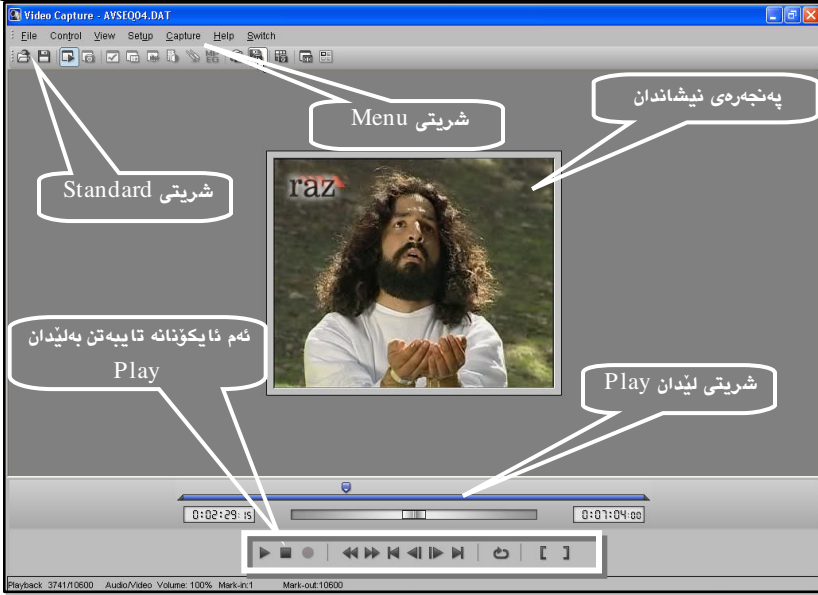 Video Capture - AVSEQ04.DAT
File Control View Setup Capture Help Switch
پەنجەرەی نیشاندان
شریتی Menu
شریتی Standard
raz
ئەم ئایکۆنانە تایبەتن بەلێدان
Play
شریتی لێدان Play
0:02:29:15
0:07:04:00
Playback 3741/10600 Audio/Video Volume: 100% Mark-in:1 Mark-out:10600